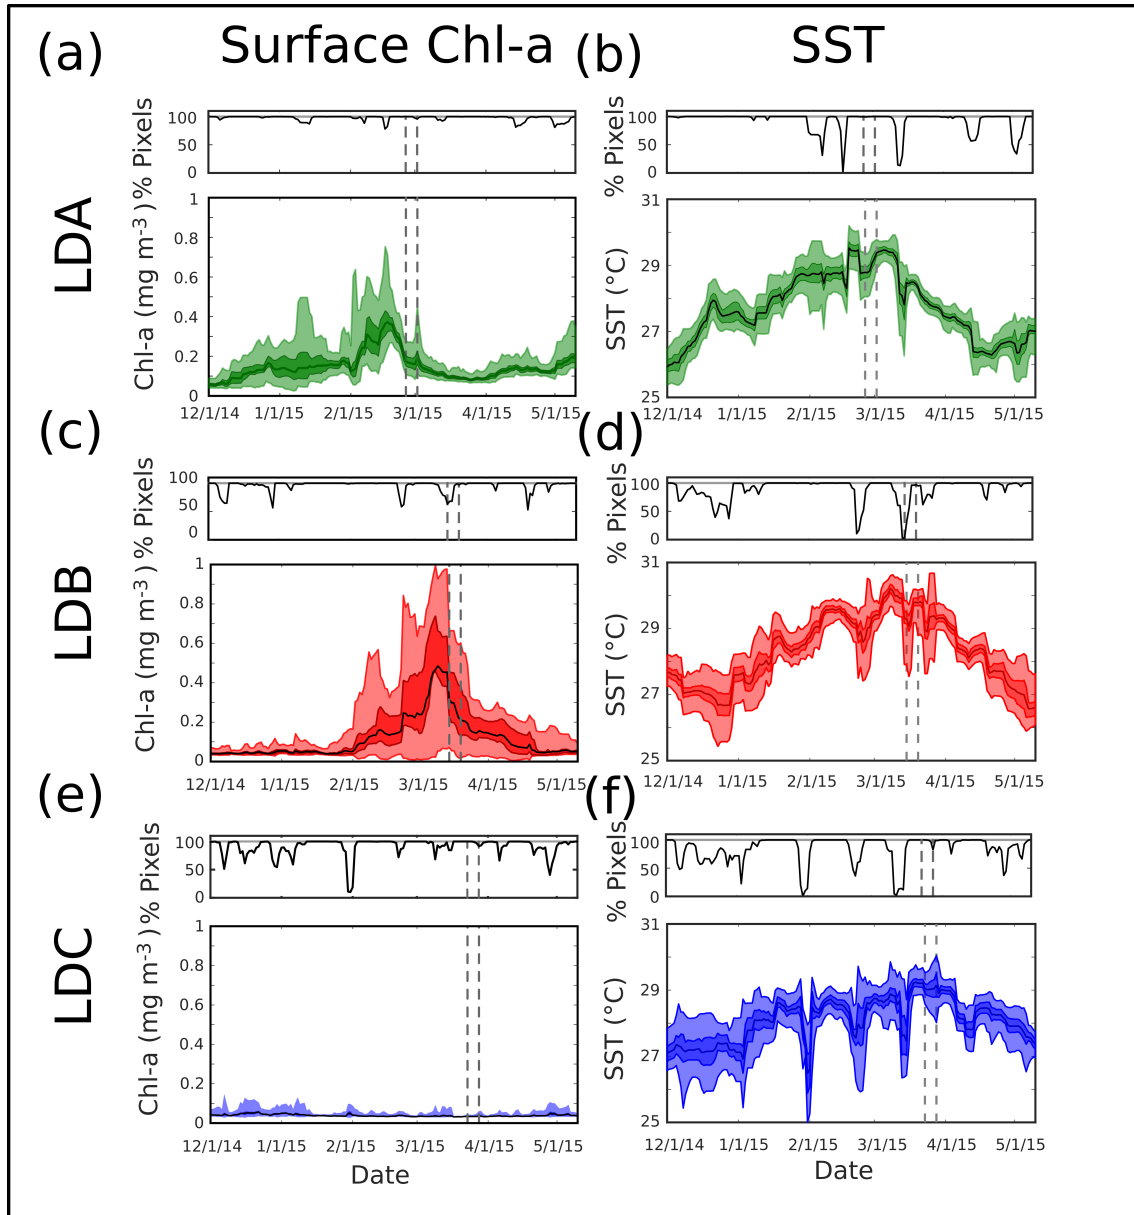 (a) Surface Chl-a (b) SST
LDA
% Pixels
100
50
0
% Pixels
100
50
0
Chl-a (mg m-3)
1
0.8
0.6
0.4
0.2
0
12/1/14 1/1/15 2/1/15 3/1/15 4/1/15 5/1/15
SST (°C)
31
29
27
25
12/1/14 1/1/15 2/1/15 3/1/15 4/1/15 5/1/15
(c) (d)
LDB
% Pixels
100
50
0
% Pixels
100
50
0
Chl-a (mg m-3)
1
0.8
0.6
0.4
0.2
0
12/1/14 1/1/15 2/1/15 3/1/15 4/1/15 5/1/15
SST (°C)
31
29
27
25
12/1/14 1/1/15 2/1/15 3/1/15 4/1/15 5/1/15
(e) (f)
LDC
% Pixels
100
50
0
% Pixels
100
50
0
Chl-a (mg m-3)
1
0.8
0.6
0.4
0.2
0
12/1/14 1/1/15 2/1/15 3/1/15 4/1/15 5/1/15
Date
SST (°C)
31
29
27
25
12/1/14 1/1/15 2/1/15 3/1/15 4/1/15 5/1/15
Date